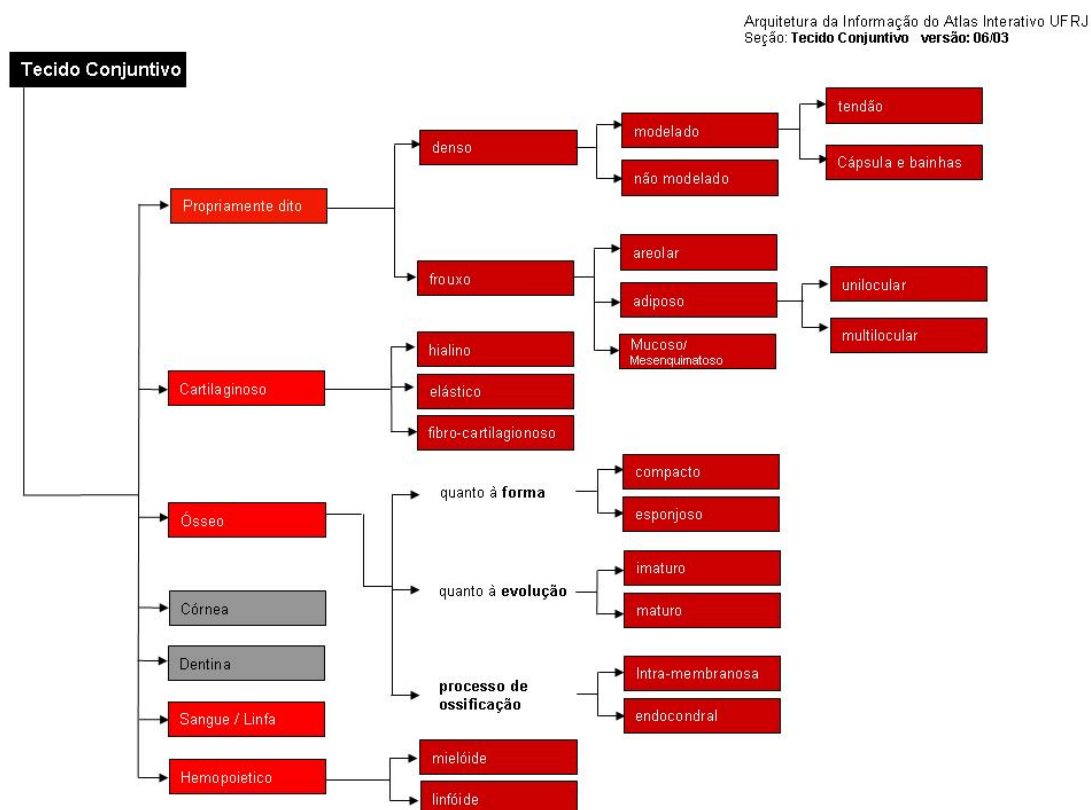 Arquitetura da Informação do Atlas Interativo UFRJ
Seção: Tecido Conjuntivo versão: 06/03
Tecido Conjuntivo
Propriamente dito
denso
modelado
tendão
Cápsula e bainhas
não modelado
frouxo
areolar
adiposo
unilocular
multilocular
Mucoso/
Mesenquimatoso
Cartilaginoso
hialino
elástico
fibro-cartilagionoso
Ósseo
quanto à forma
compacto
esponjoso
quanto à evolução
imaturo
maturo
processo de
ossificação
Intra-membranosa
endocondral
Córnea
Dentina
Sangue / Linfa
Hemopoietico
mielóide
linfóide